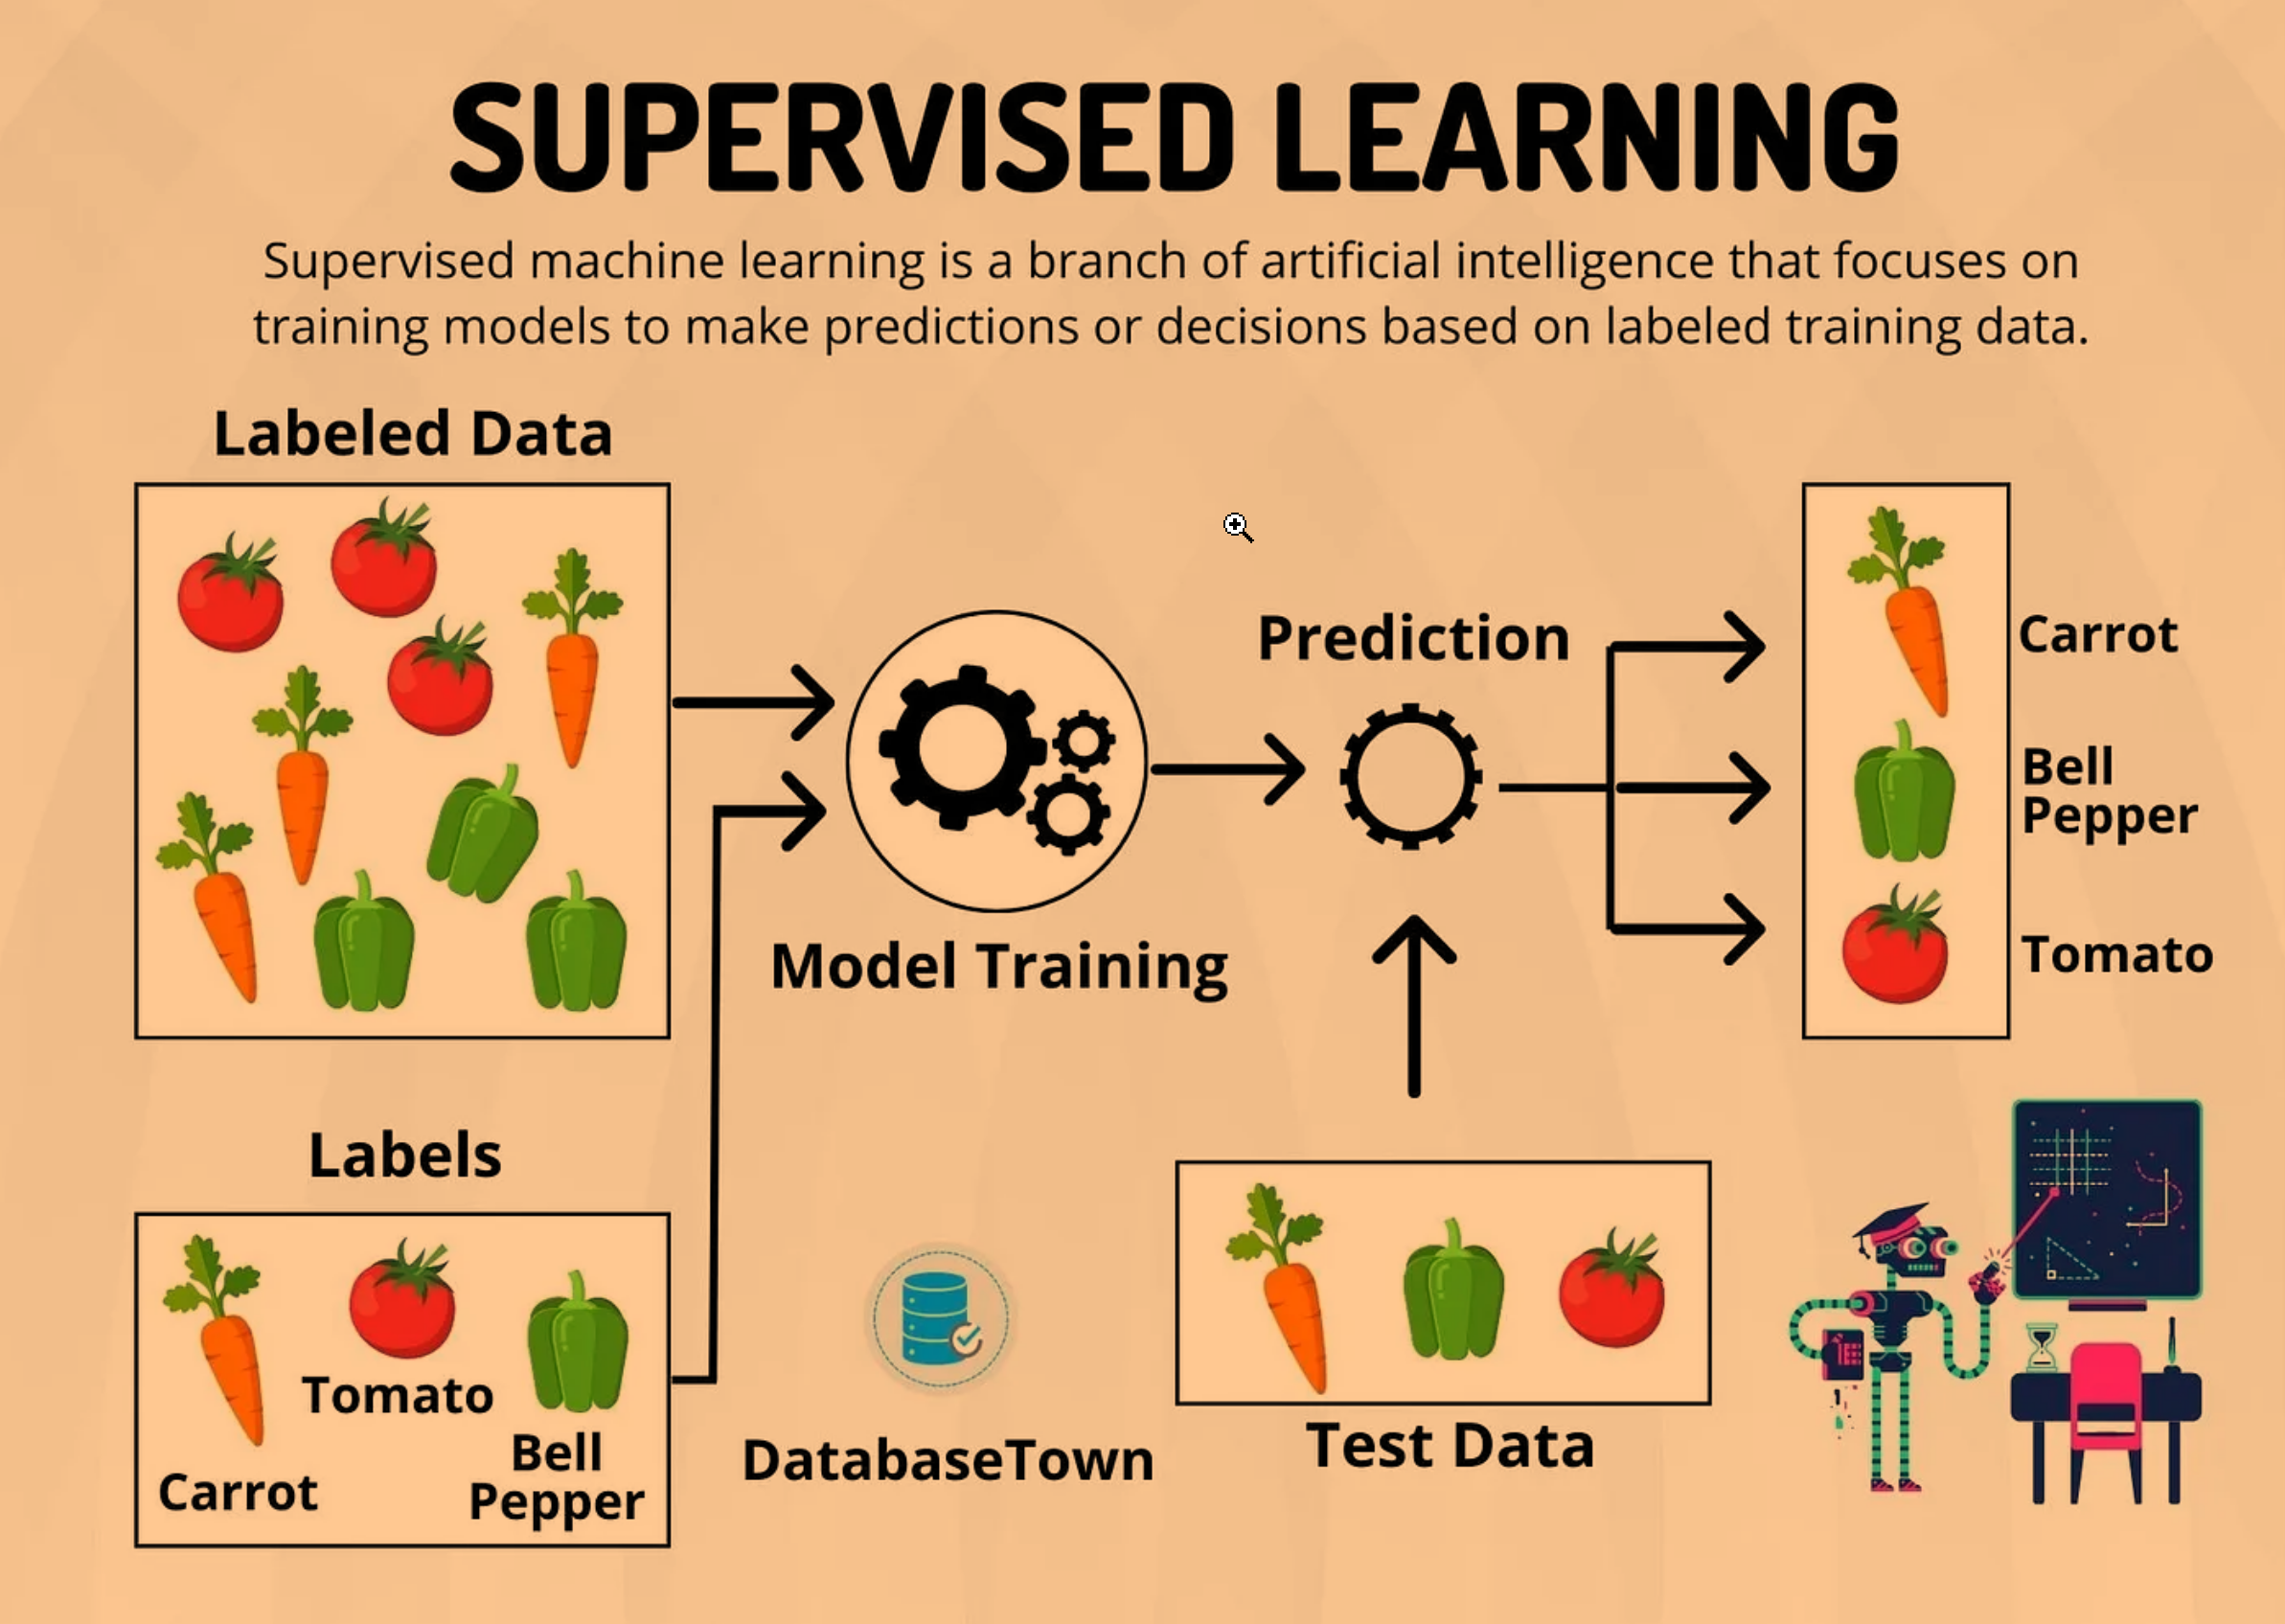 SUPERVISED LEARNING
Supervised machine learning is a branch of artificial intelligence that focuses on
training models to make predictions or decisions based on labeled training data.
Labeled Data
Prediction
Carrot
Bell
Pepper
Tomato
Model Training
Labels
Tomato
Bell
Pepper
Carrot
DatabaseTown
Test Data